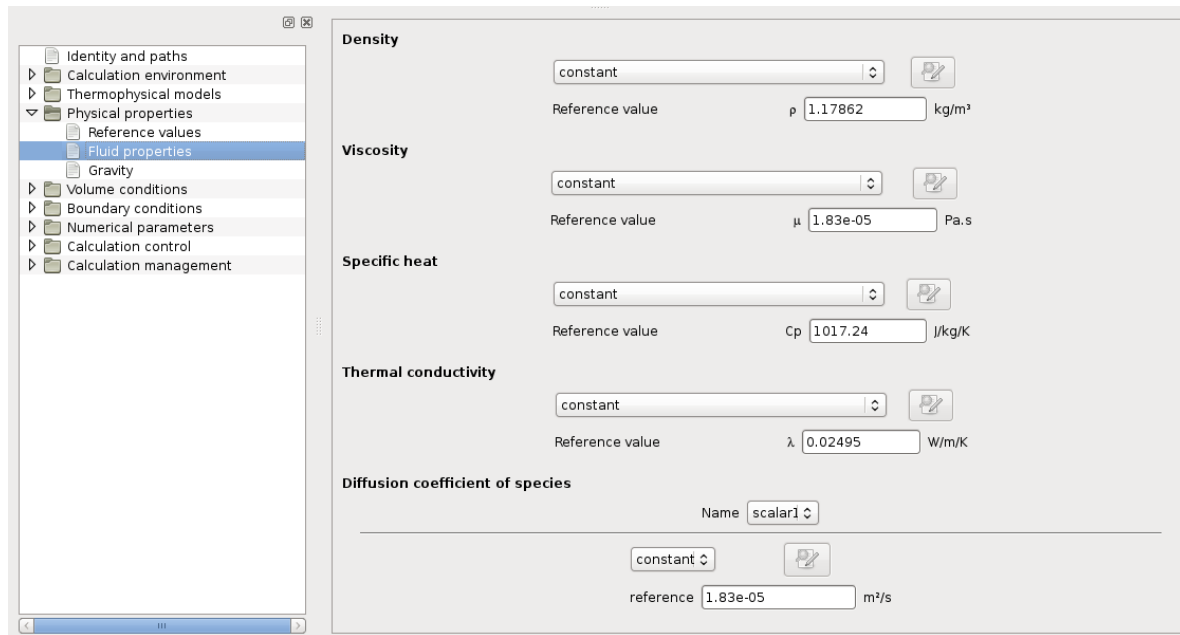 Identity and paths
Calculation environment
Thermophysical models
Physical properties
Reference values
Fluid properties
Gravity
Volume conditions
Boundary conditions
Numerical parameters
Calculation control
Calculation management
Density
constant
Reference value ρ 1.17862 kg/m³
Viscosity
constant
Reference value μ 1.83e-05 Pa.s
Specific heat
constant
Reference value Cp 1017.24 J/kg/K
Thermal conductivity
constant
Reference value λ 0.02495 W/m/K
Diffusion coefficient of species
Name scalar1
constant
reference 1.83e-05 m²/s